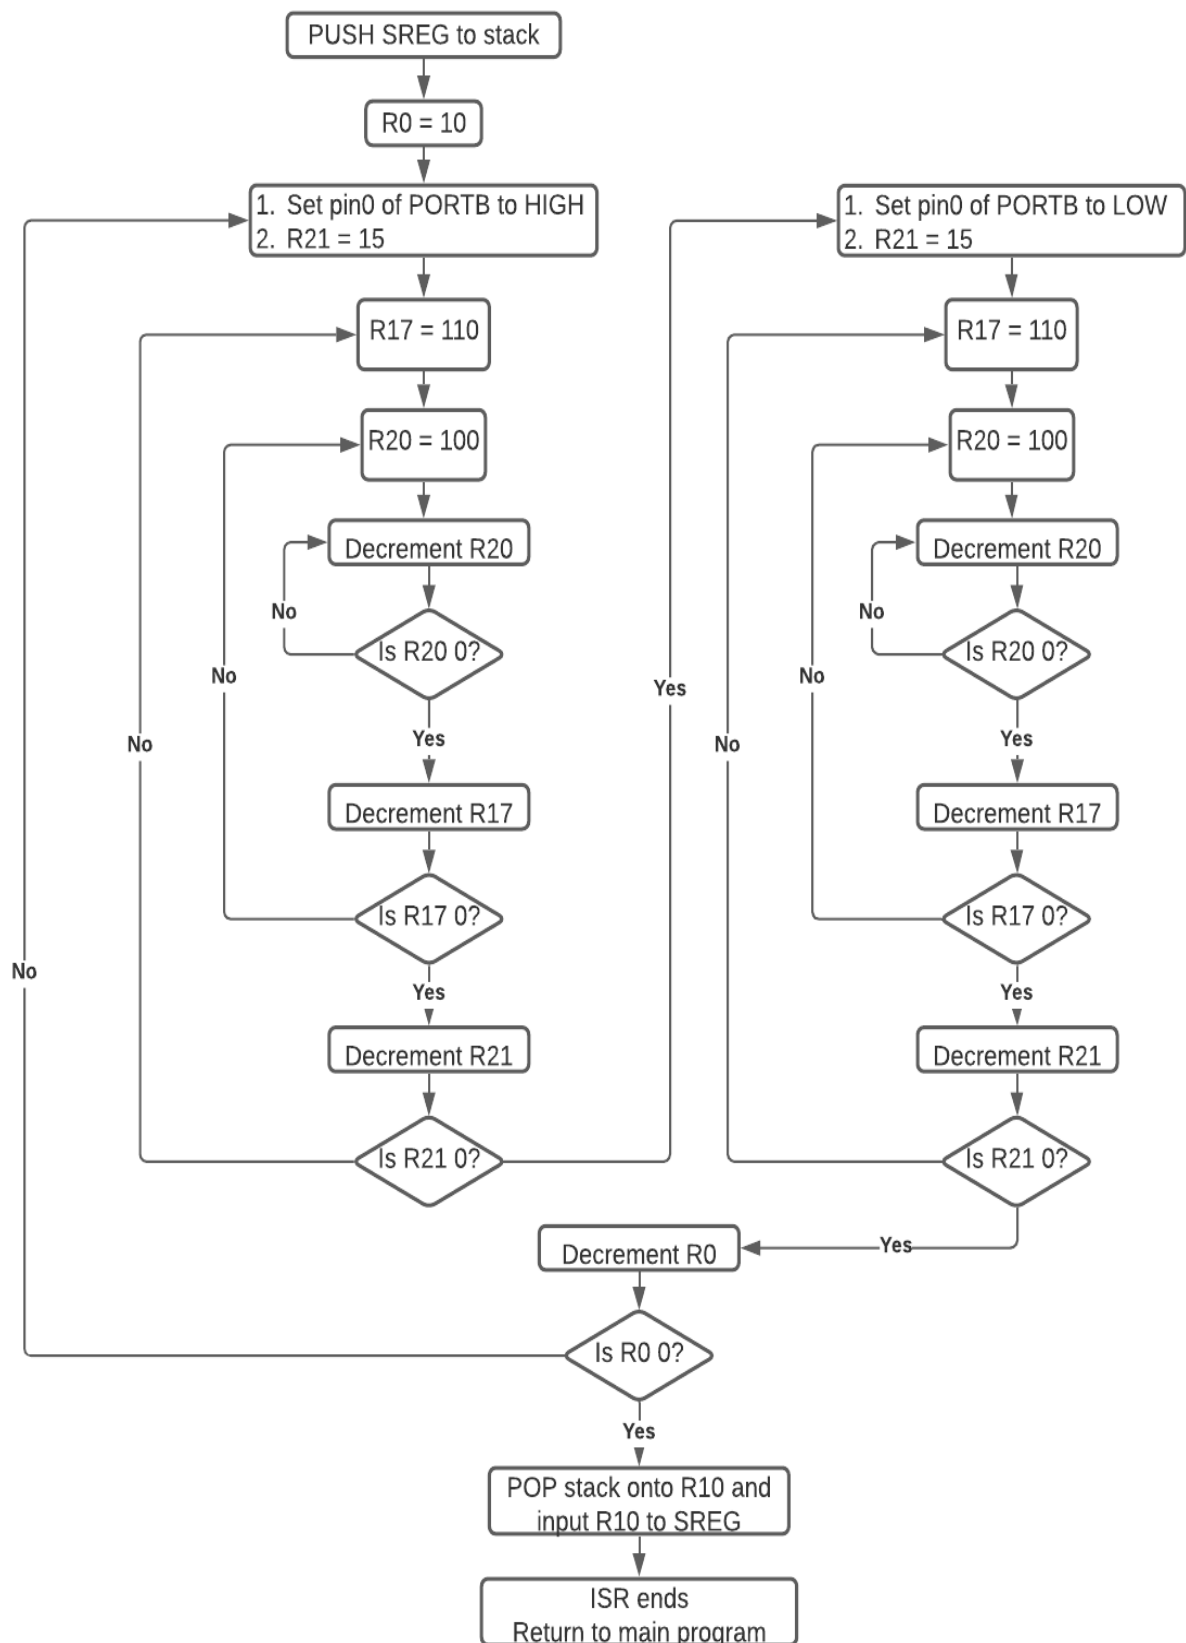 PUSH SREG to stack
R0 = 10
1. Set pin0 of PORTB to HIGH
2. R21 = 15
R17 = 110
R20 = 100
Decrement R20
No
Is R20 0?
No
Yes
No
Decrement R17
Is R17 0?
No
Yes
Decrement R21
Is R21 0?
Yes
1. Set pin0 of PORTB to LOW
2. R21 = 15
R17 = 110
R20 = 100
Decrement R20
No
Is R20 0?
No
Yes
No
Decrement R17
Is R17 0?
Yes
Decrement R21
Is R21 0?
Yes
Decrement R0
Is R0 0?
Yes
POP stack onto R10 and
input R10 to SREG
ISR ends
Return to main program